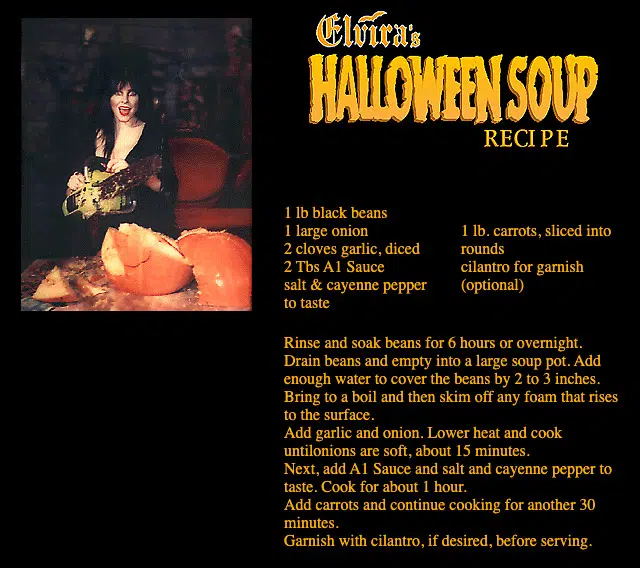 Elvira's
HALLOWEEN SOUP
RECIPE
1 lb black beans
1 large onion
2 cloves garlic, diced
2 Tbs A1 Sauce
salt & cayenne pepper
to taste
1 lb. carrots, sliced into
rounds
cilantro for garnish
(optional)
Rinse and soak beans for 6 hours or overnight.
Drain beans and empty into a large soup pot. Add
enough water to cover the beans by 2 to 3 inches.
Bring to a boil and then skim off any foam that rises
to the surface.
Add garlic and onion. Lower heat and cook
untilonions are soft, about 15 minutes.
Next, add A1 Sauce and salt and cayenne pepper to
taste. Cook for about 1 hour.
Add carrots and continue cooking for another 30
minutes.
Garnish with cilantro, if desired, before serving.